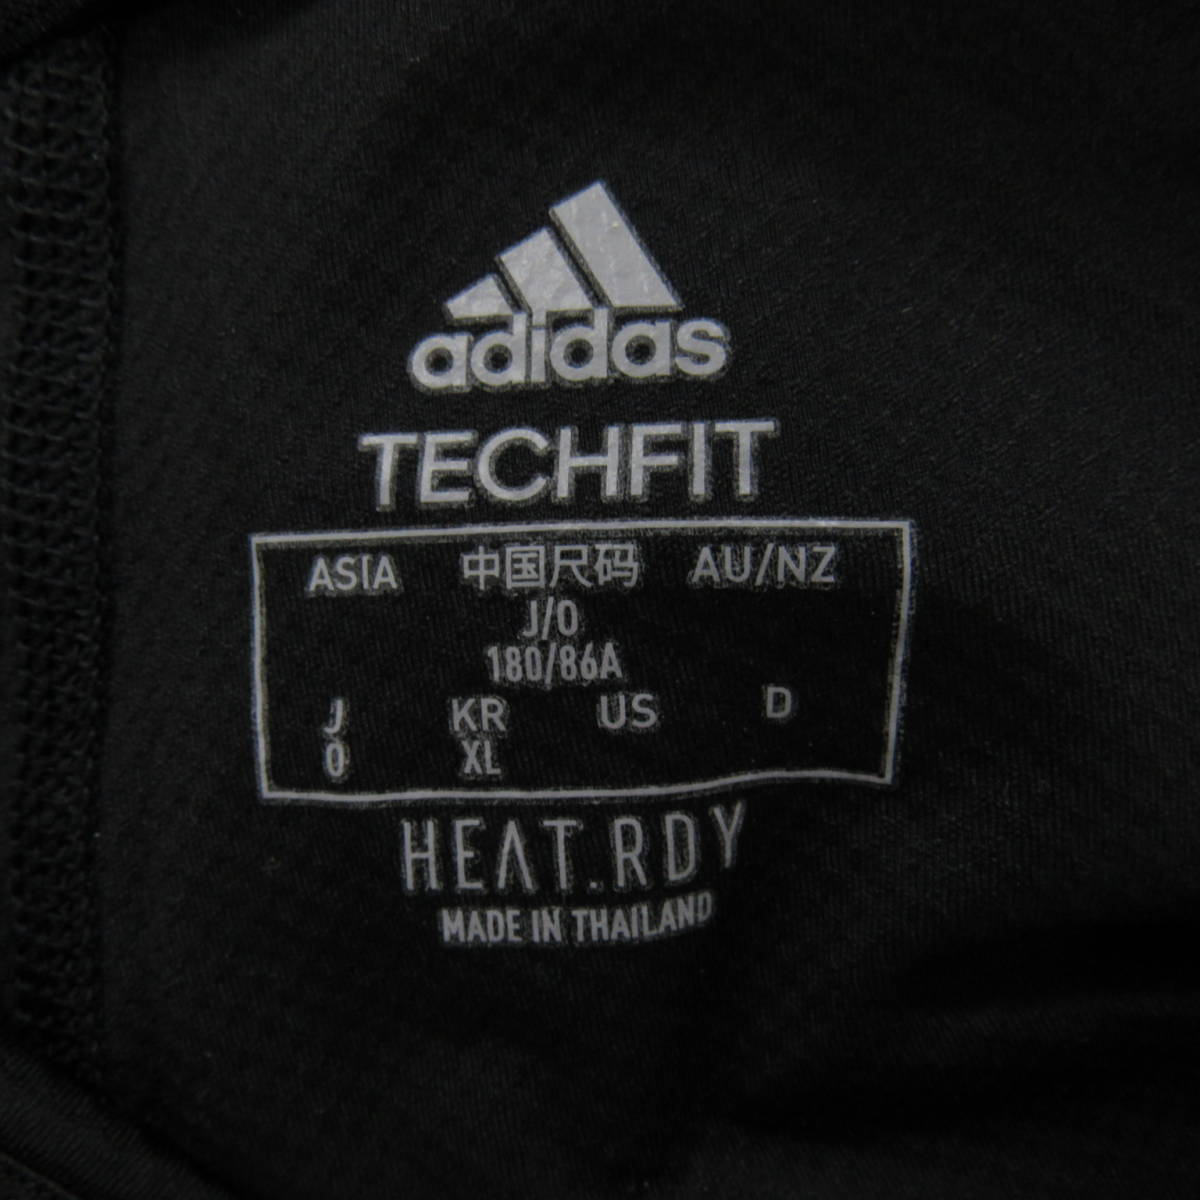 adidas
TECHFIT
ASIA 中国尺码 AU/NZ
J/O
180/86A
J KR US D
O XL
HEAT.RDY
MADE IN THAILAND